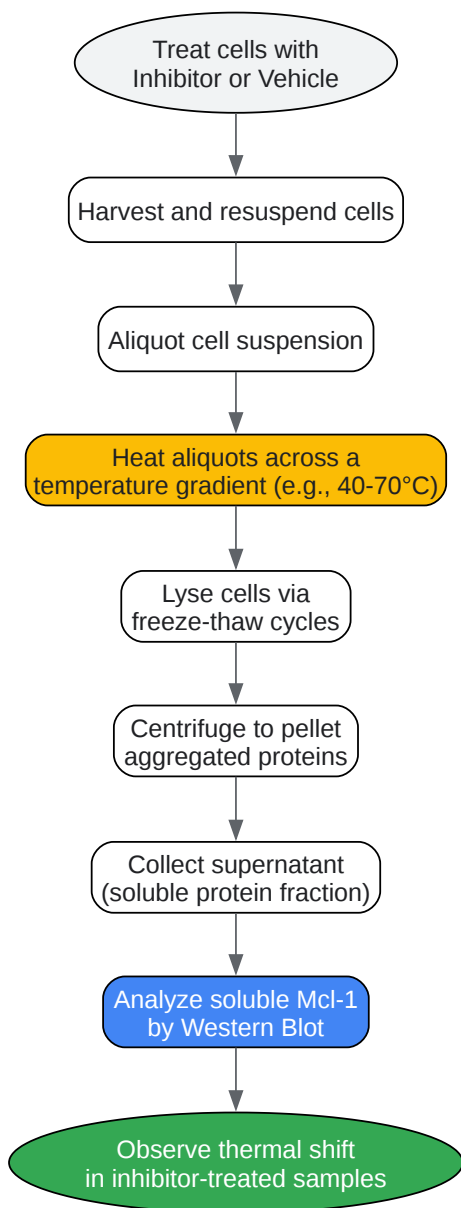 Treat cells with
Inhibitor or Vehicle
Harvest and resuspend cells
Aliquot cell suspension
Heat aliquots across a
temperature gradient (e.g., 40-70°C)
Lyse cells via
freeze-thaw cycles
Centrifuge to pellet
aggregated proteins
Collect supernatant
(soluble protein fraction)
Analyze soluble Mcl-1
by Western Blot
Observe thermal shift
in inhibitor-treated samples